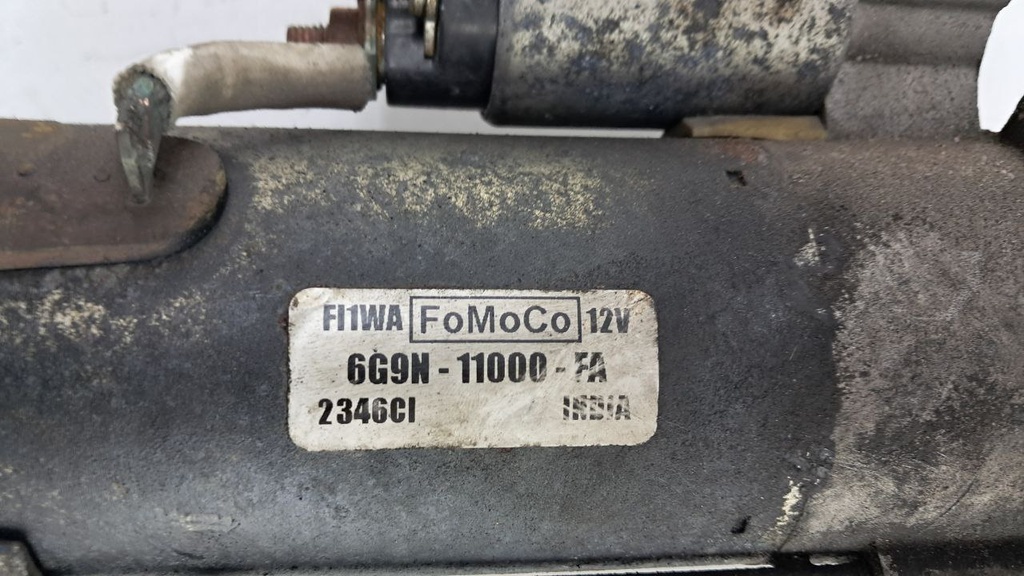 FI1WA FoMoCo 12V
6G9N - 11000 - FA
2346CI INDIA